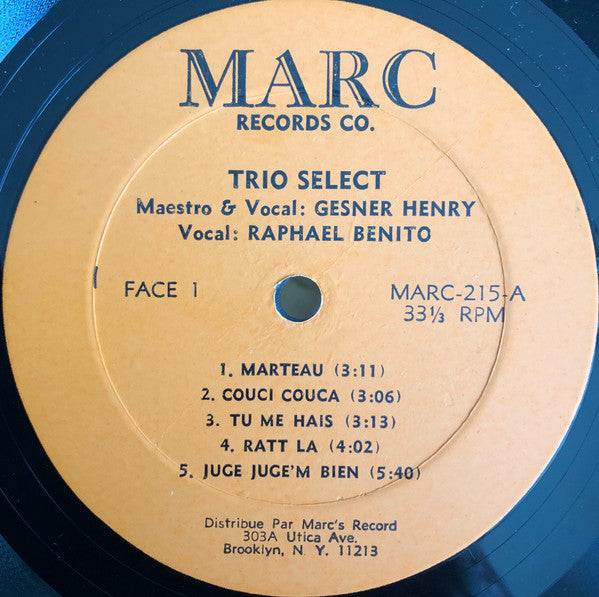 MARC
RECORDS CO.
TRIO SELECT
Maestro & Vocal: GESNER HENRY
Vocal: RAPHAEL BENITO
FACE 1
MARC-215-A
33⅓ RPM
1. MARTEAU (3:11)
2. COUCI COUCA (3:06)
3. TU ME HAIS (3:13)
4. RATT LA (4:02)
5. JUGE JUGE'M BIEN (5:40)
Distribue Par Marc's Record
303A Utica Ave.
Brooklyn, N. Y. 11213